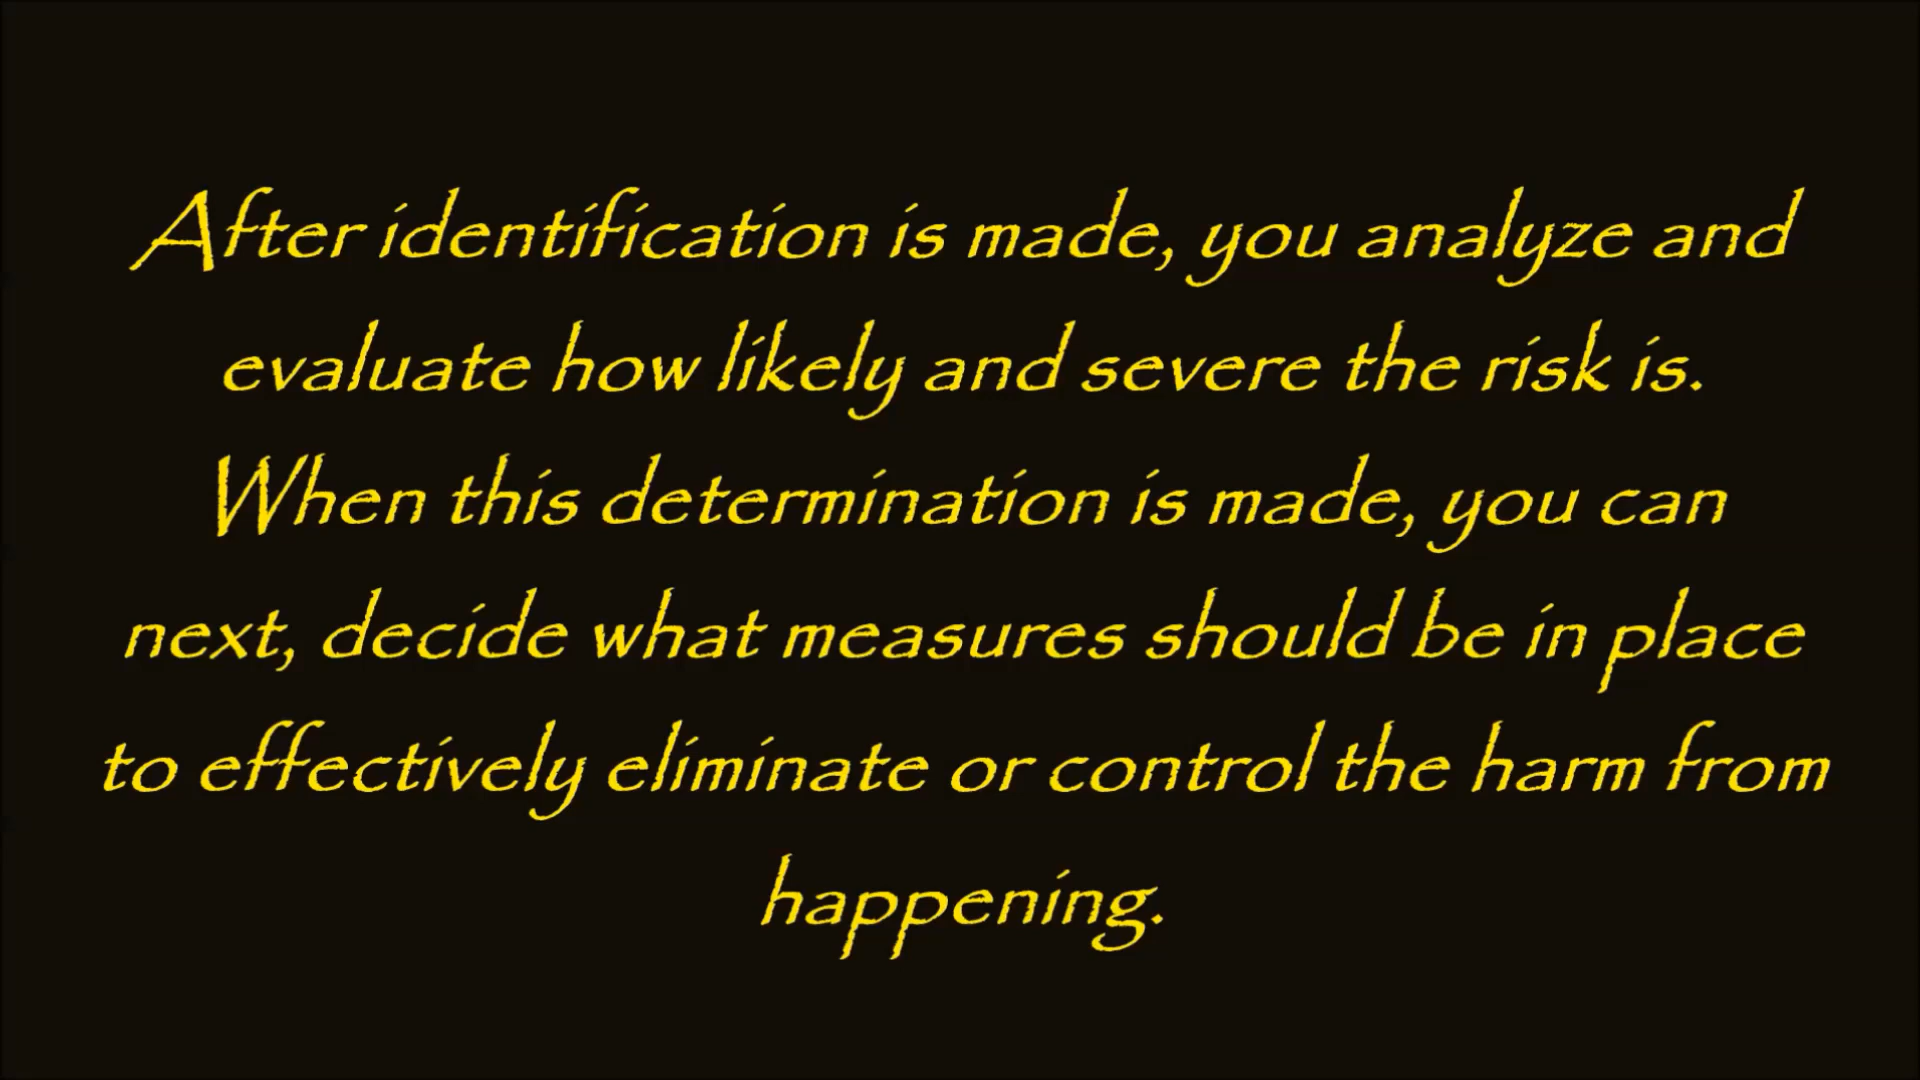 After identification is made, you analyze and
evaluate how likely and severe the risk is.
When this determination is made, you can
next, decide what measures should be in place
to effectively eliminate or control the harm from
happening.